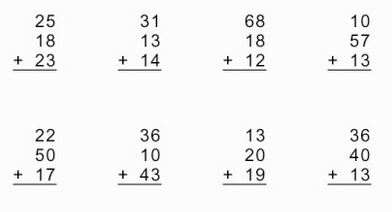 25 31 68 10
18 13 18 57
+ 23 + 14 + 12 + 13
22 36 13 36
50 10 20 40
+ 17 + 43 + 19 + 13